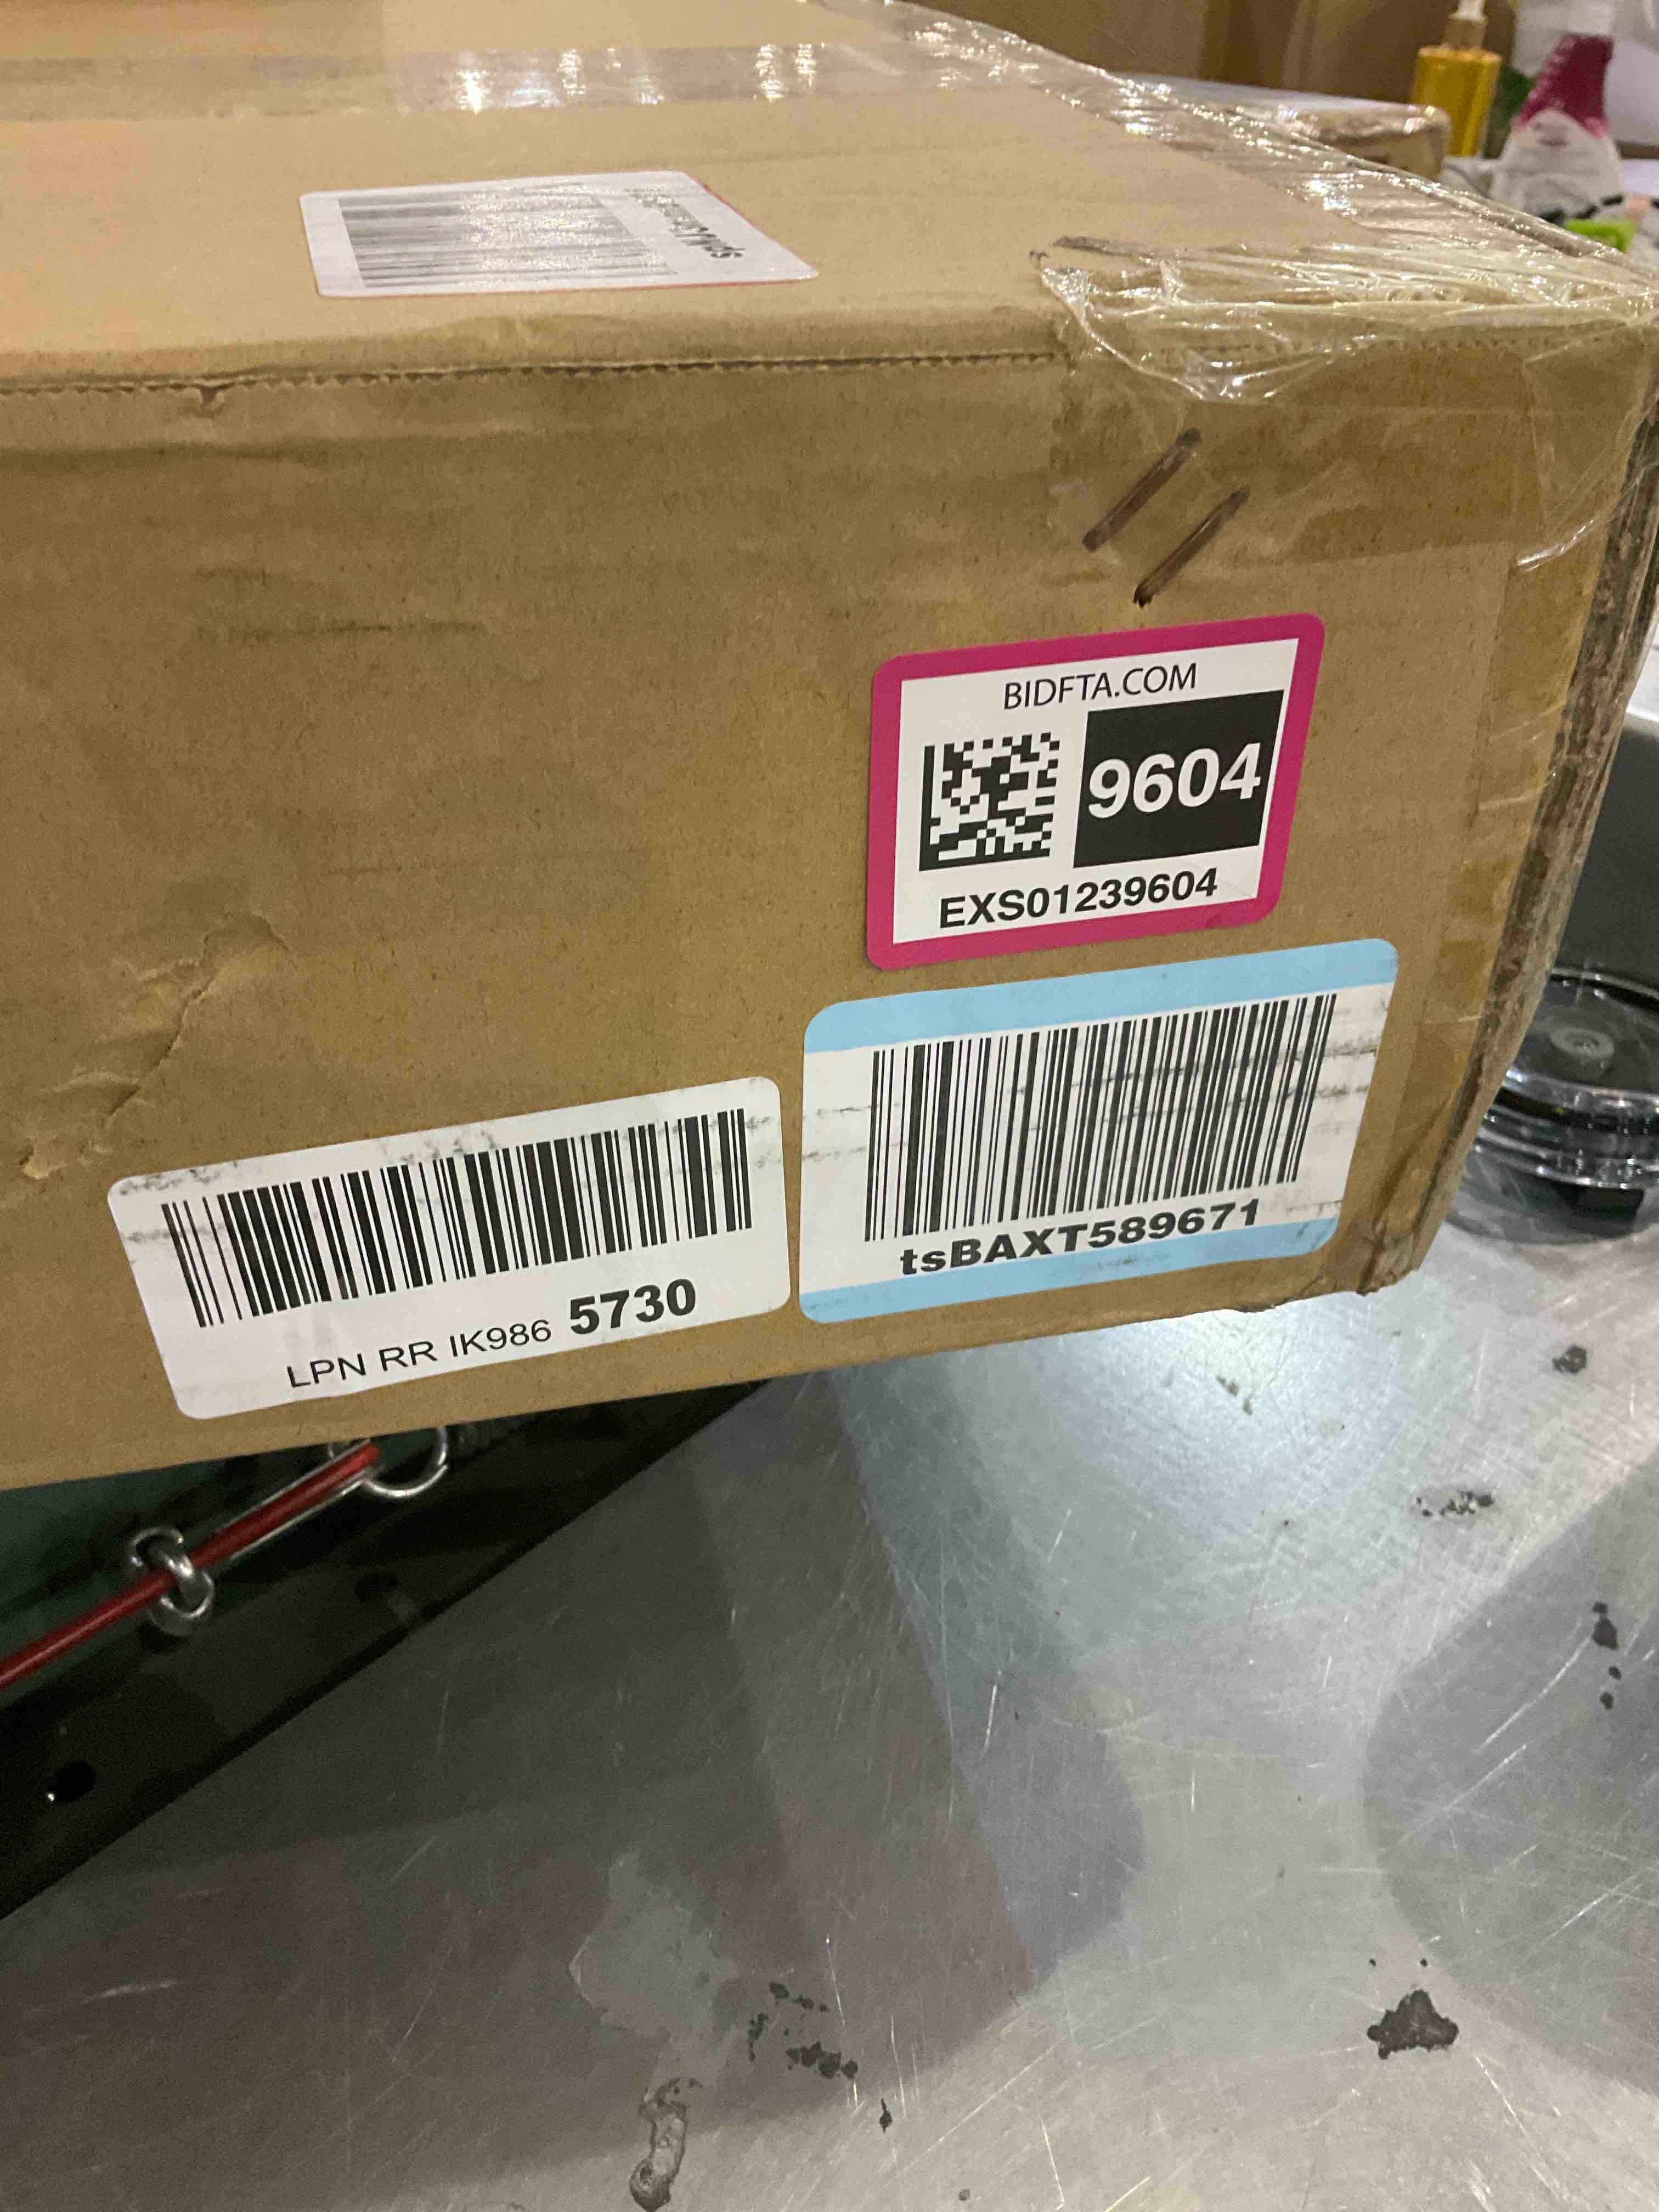 BIDFTA.COM
9604
EXS01239604
tsBAXT589671
LPN RR IK986 5730